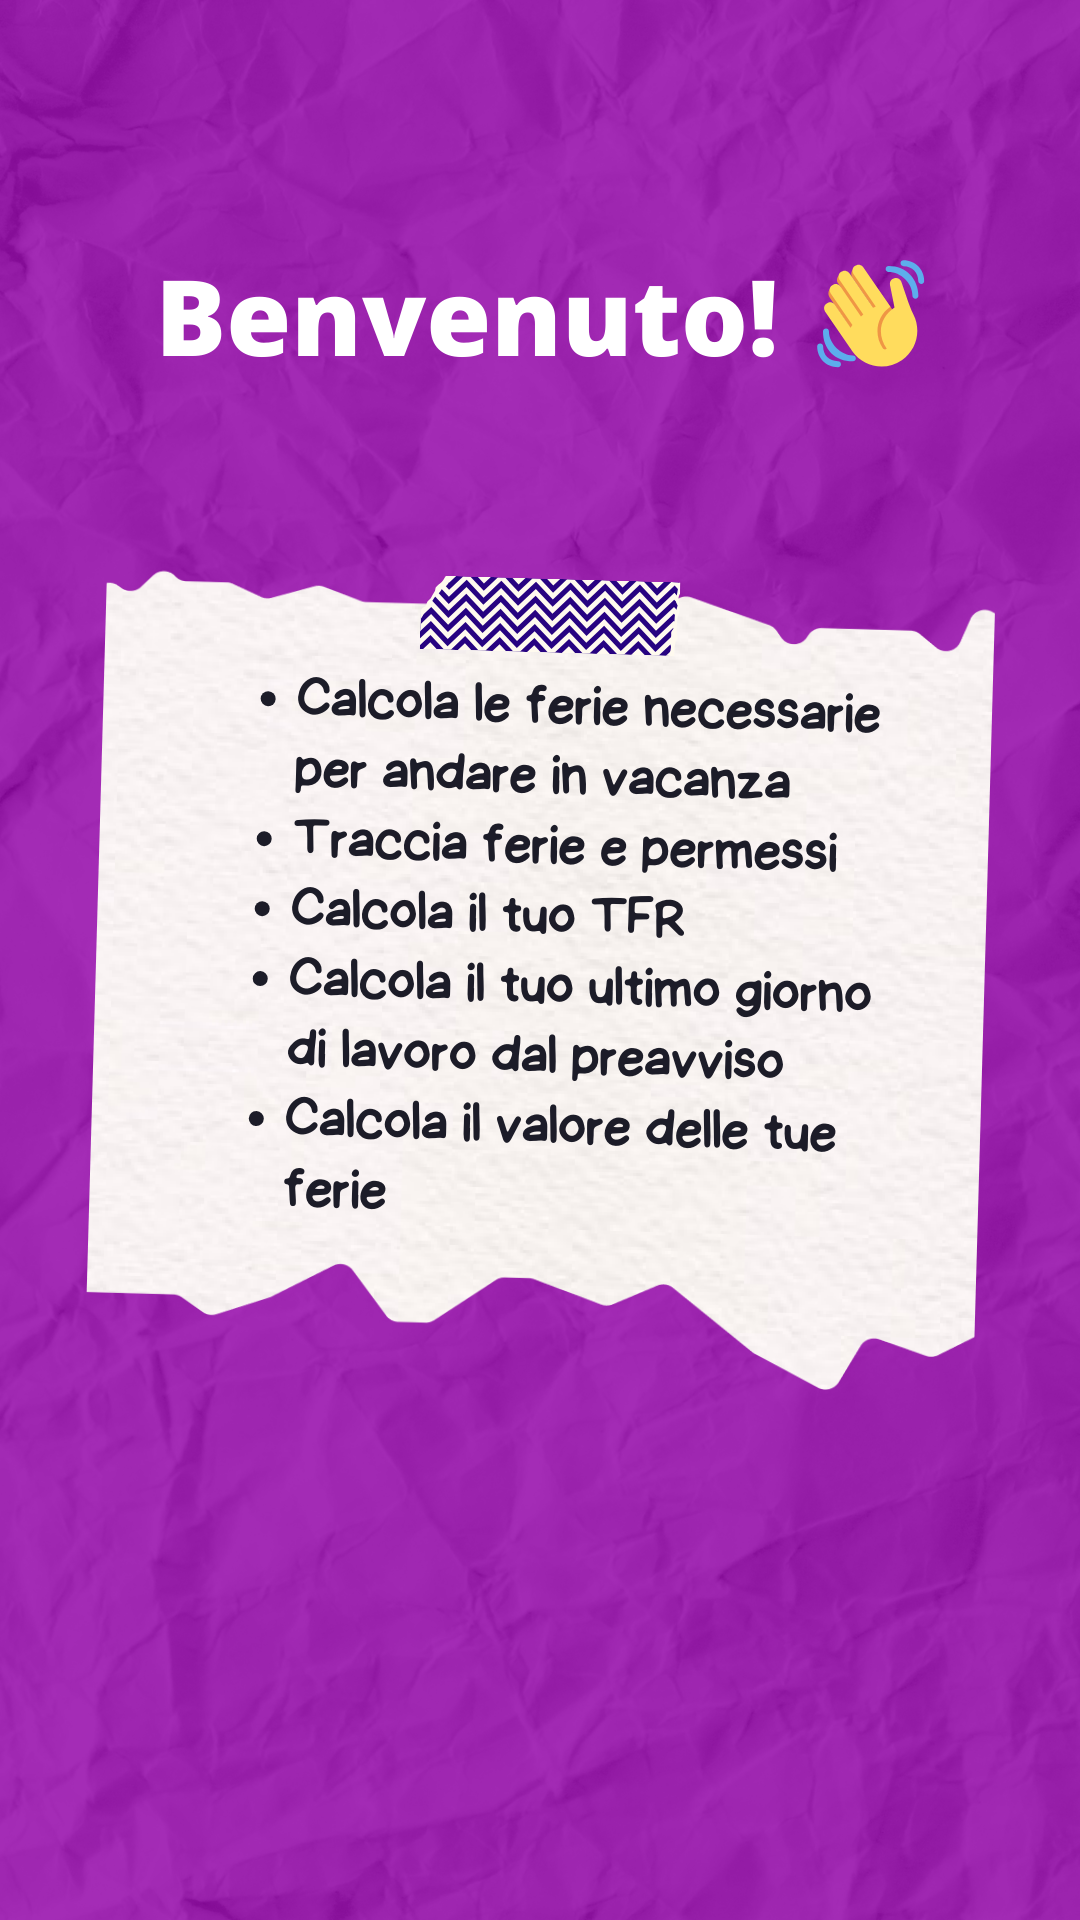 Benvenuto! 👋
• Calcola le ferie necessarie
per andare in vacanza
• Traccia ferie e permessi
• Calcola il tuo TFR
• Calcola il tuo ultimo giorno
di lavoro dal preavviso
• Calcola il valore delle tue
ferie